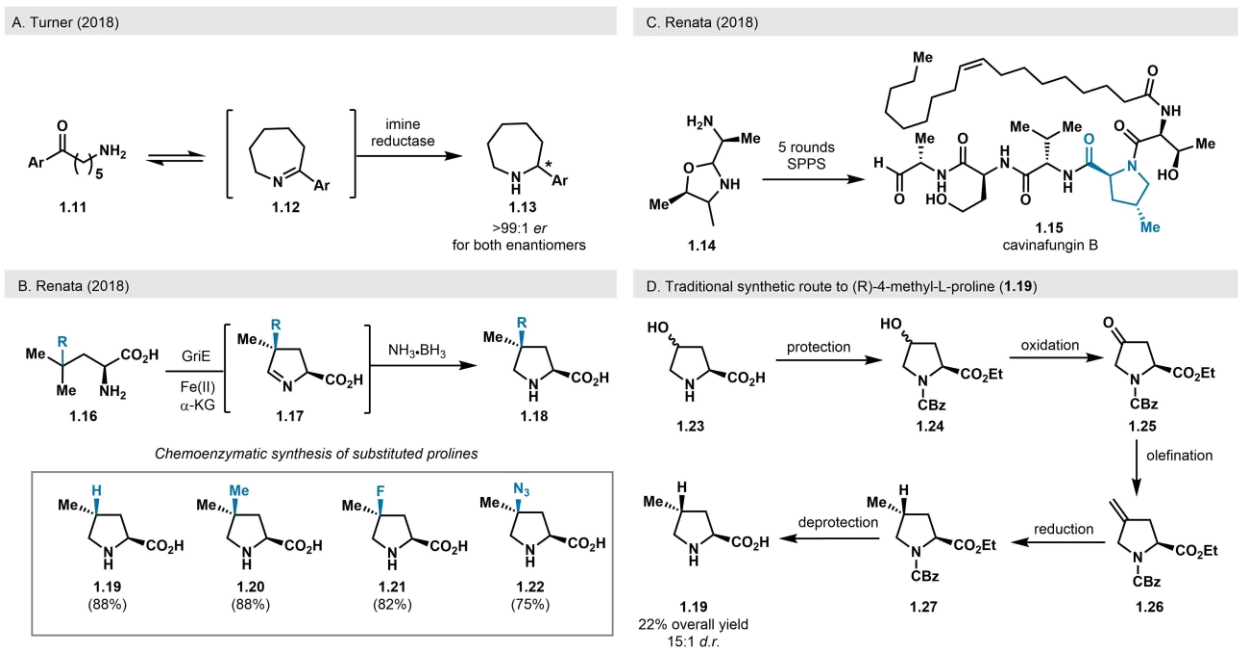 A. Turner (2018)
O
Ar
NH2
5
1.11
N
Ar
1.12
imine
reductase
*
N
H
Ar
1.13
>99:1 er
for both enantiomers
C. Renata (2018)
H2N
Me
O
NH
Me
1.14
5 rounds
SPPS
Me
O
NH
Me
O
H
N
H
O
HO
O
H
N
Me
Me
O
N
H
O
O
N
Me
HO
Me
1.15
cavinafungin B
B. Renata (2018)
R
Me
Me
CO2H
NH2
1.16
GriE
Fe(II)
α-KG
R
Me
N
CO2H
1.17
NH3•BH3
R
Me
N
H
CO2H
1.18
Chemoenzymatic synthesis of substituted prolines
H
Me
N
H
CO2H
1.19
(88%)
Me
Me
N
H
CO2H
1.20
(88%)
F
Me
N
H
CO2H
1.21
(82%)
N3
Me
N
H
CO2H
1.22
(75%)
D. Traditional synthetic route to (R)-4-methyl-L-proline (1.19)
HO
N
H
CO2H
1.23
protection
HO
N
CBz
CO2Et
1.24
oxidation
O
N
CBz
CO2Et
1.25
olefination
N
CBz
CO2Et
1.26
reduction
H
Me
N
CBz
CO2Et
1.27
deprotection
H
Me
N
H
CO2H
1.19
22% overall yield
15:1 d.r.